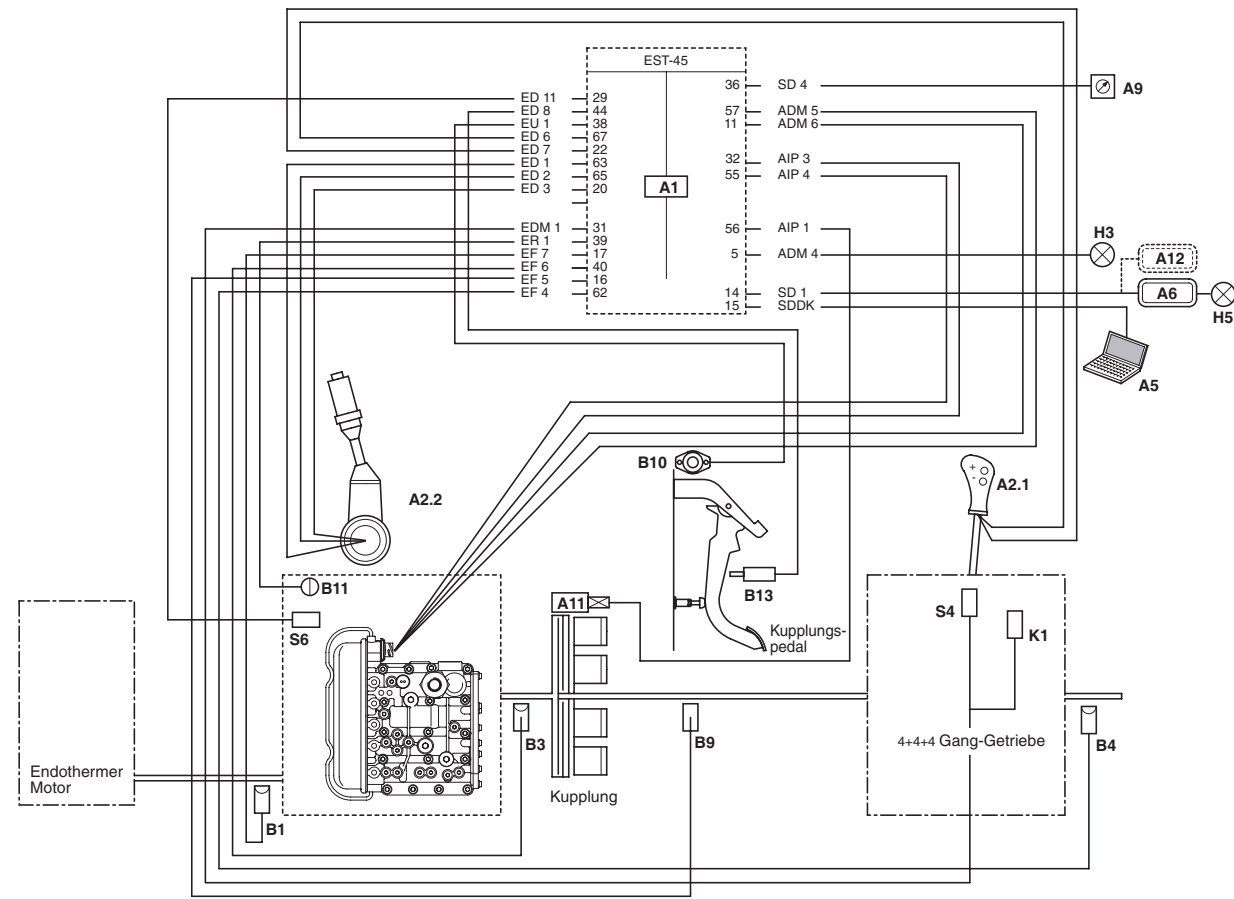 EST-45
ED 11 29
ED 8 44
EU 1 38
ED 6 67
ED 7 22
ED 1 63
ED 2 65
ED 3 20
EDM 1 31
ER 1 39
EF 7 17
EF 6 40
EF 5 16
EF 4 62
A1
36 SD 4
57 ADM 5
11 ADM 6
32 AIP 3
55 AIP 4
56 AIP 1
5 ADM 4
14 SD 1
15 SDDK
A9
H3
A12
A6
H5
A5
A2.2
B10
A2.1
B11
S6
A11
B13
Kupplungs-
pedal
S4
K1
B3
B9
4+4+4 Gang-Getriebe
B4
Endothermer
Motor
Kupplung
B1